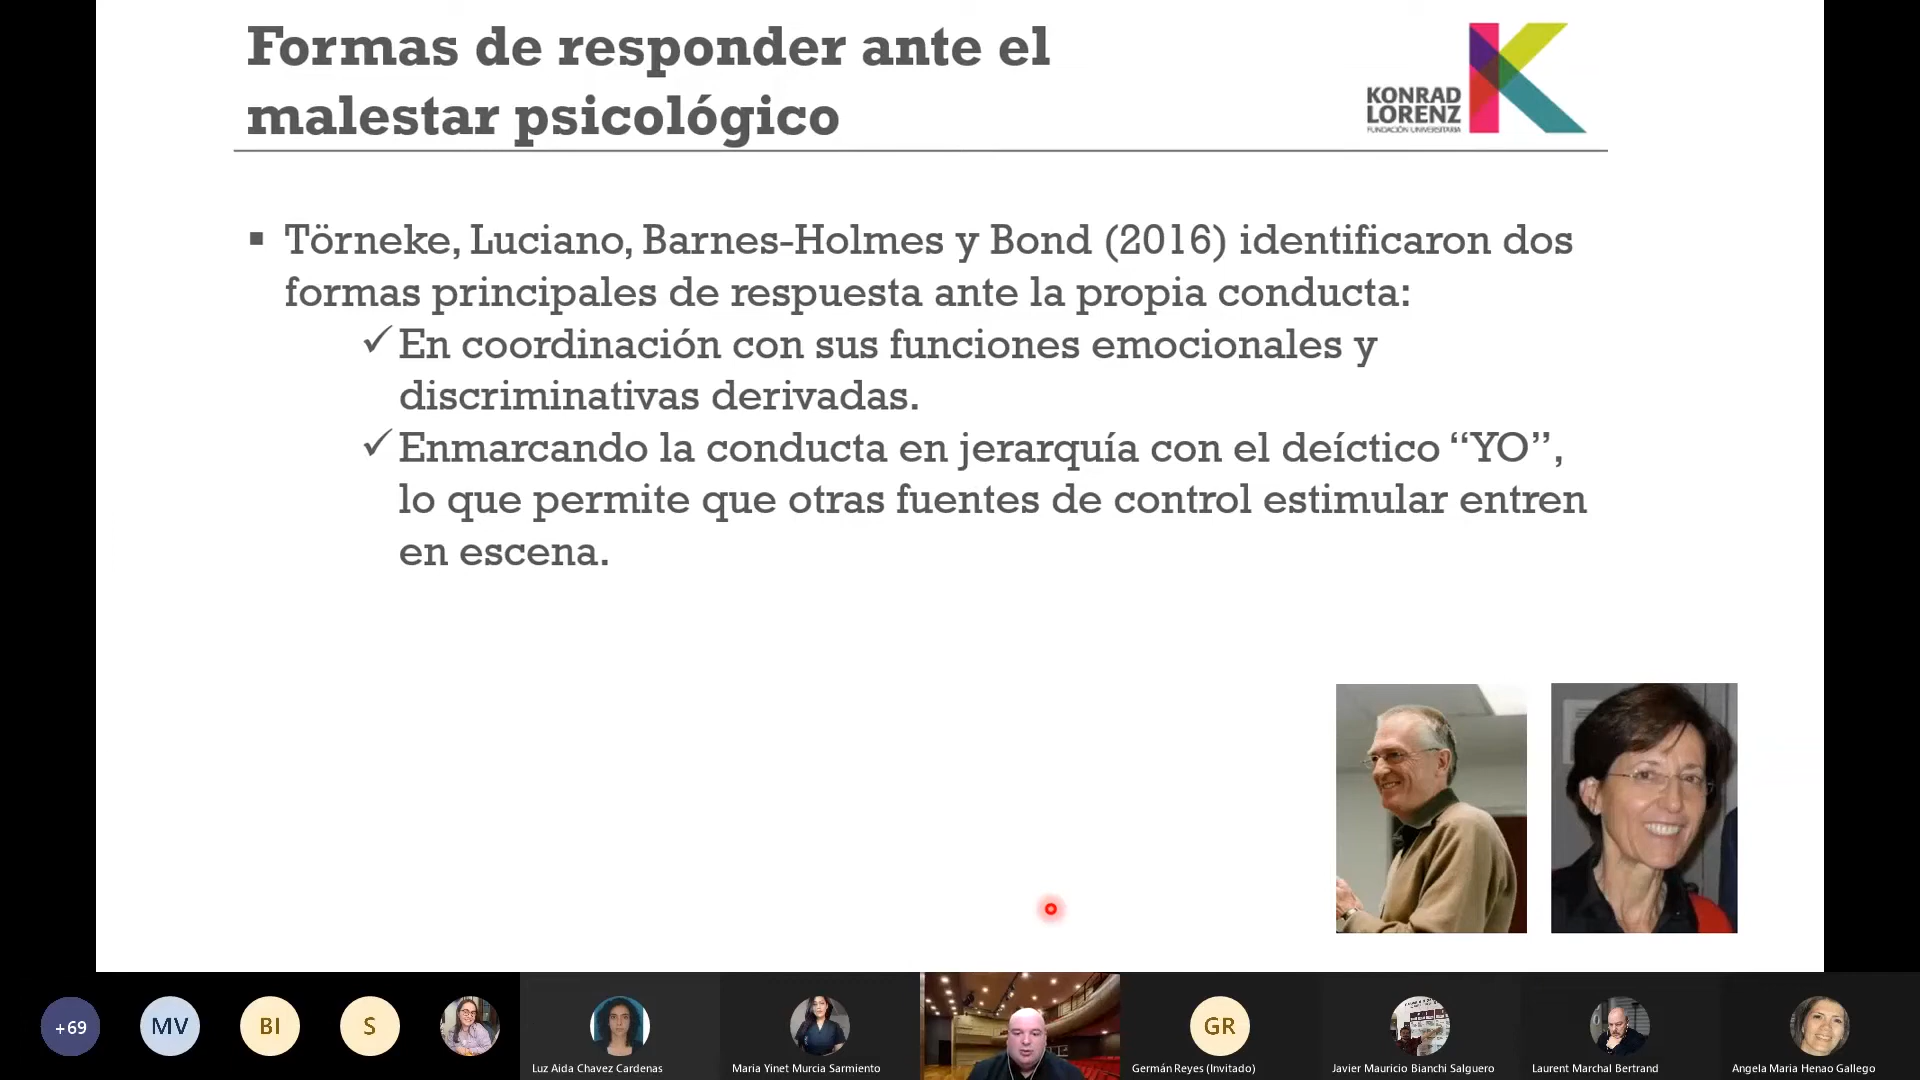 Formas de responder ante el
malestar psicológico
KONRAD
LORENZ
FUNDACIÓN UNIVERSITARIA
▪ Törneke, Luciano, Barnes-Holmes y Bond (2016) identificaron dos
formas principales de respuesta ante la propia conducta:
✓ En coordinación con sus funciones emocionales y
discriminativas derivadas.
✓ Enmarcando la conducta en jerarquía con el deíctico “YO”,
lo que permite que otras fuentes de control estimular entren
en escena.
+69
MV
BI
S
GR
Luz Aida Chavez Cardenas
Maria Yinet Murcia Sarmiento
Germán Reyes (Invitado)
Javier Mauricio Bianchi Salguero
Laurent Marchal Bertrand
Angela Maria Henao Gallego